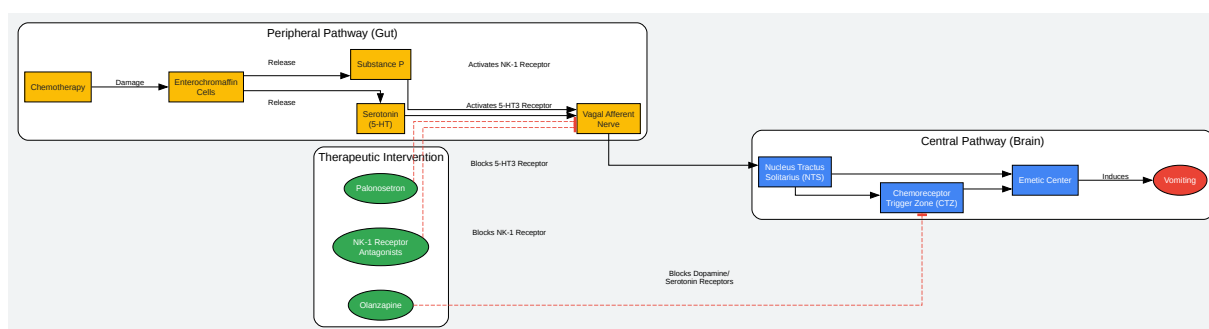 Peripheral Pathway (Gut)
Chemotherapy
Damage
Enterochromaffin
Cells
Release
Release
Substance P
Serotonin
(5-HT)
Activates NK-1 Receptor
Activates 5-HT3 Receptor
Vagal Afferent
Nerve
Therapeutic Intervention
Palonosetron
NK-1 Receptor
Antagonists
Olanzapine
Blocks 5-HT3 Receptor
Blocks NK-1 Receptor
Blocks Dopamine/
Serotonin Receptors
Central Pathway (Brain)
Nucleus Tractus
Solitarius (NTS)
Chemoreceptor
Trigger Zone (CTZ)
Emetic Center
Induces
Vomiting